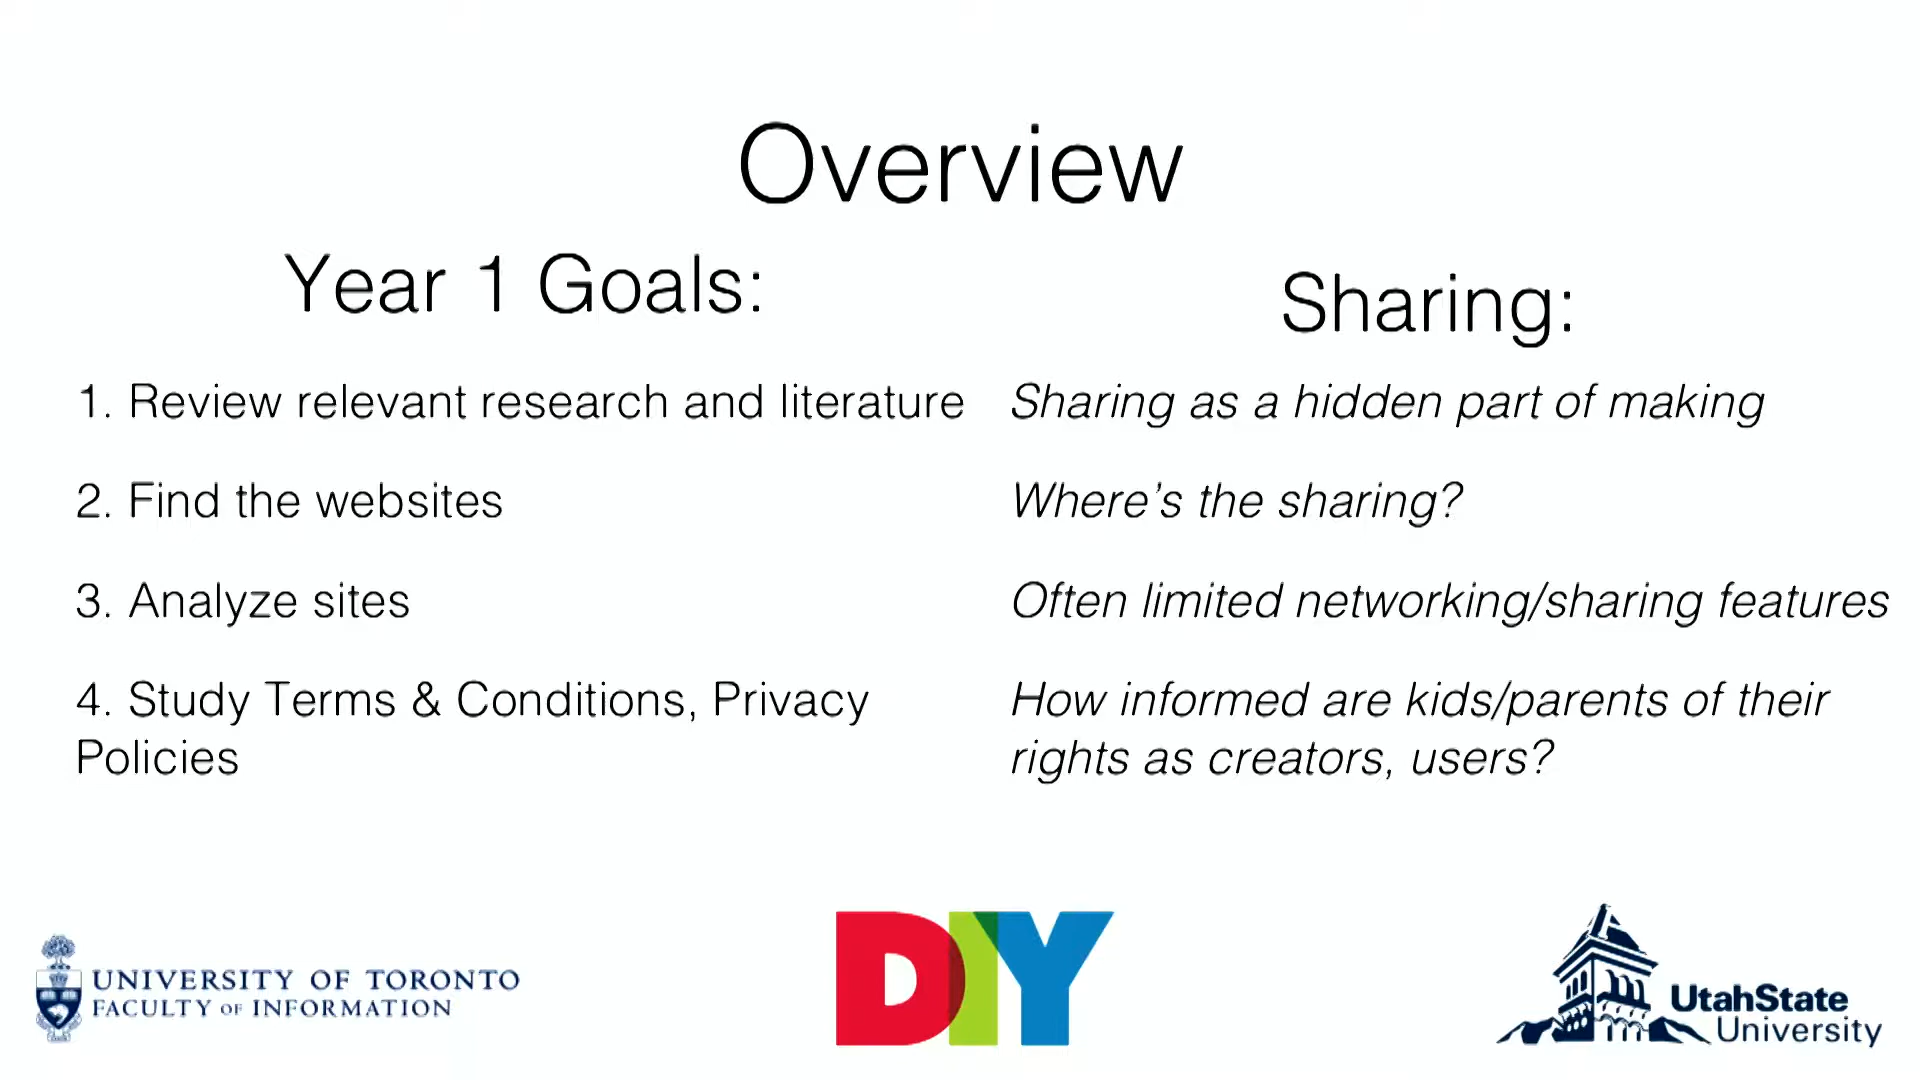 Overview
Year 1 Goals:
1. Review relevant research and literature
2. Find the websites
3. Analyze sites
4. Study Terms & Conditions, Privacy
Policies
Sharing:
Sharing as a hidden part of making
Where's the sharing?
Often limited networking/sharing features
How informed are kids/parents of their
rights as creators, users?
UNIVERSITY OF TORONTO
FACULTY OF INFORMATION
DIY
UtahState
University